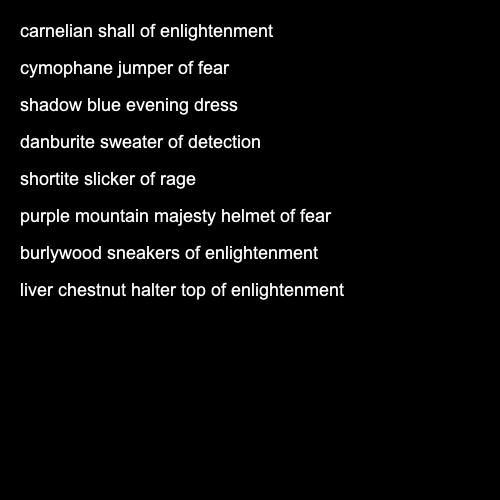 carnelian shall of enlightenment
cymophane jumper of fear
shadow blue evening dress
danburite sweater of detection
shortite slicker of rage
purple mountain majesty helmet of fear
burlywood sneakers of enlightenment
liver chestnut halter top of enlightenment